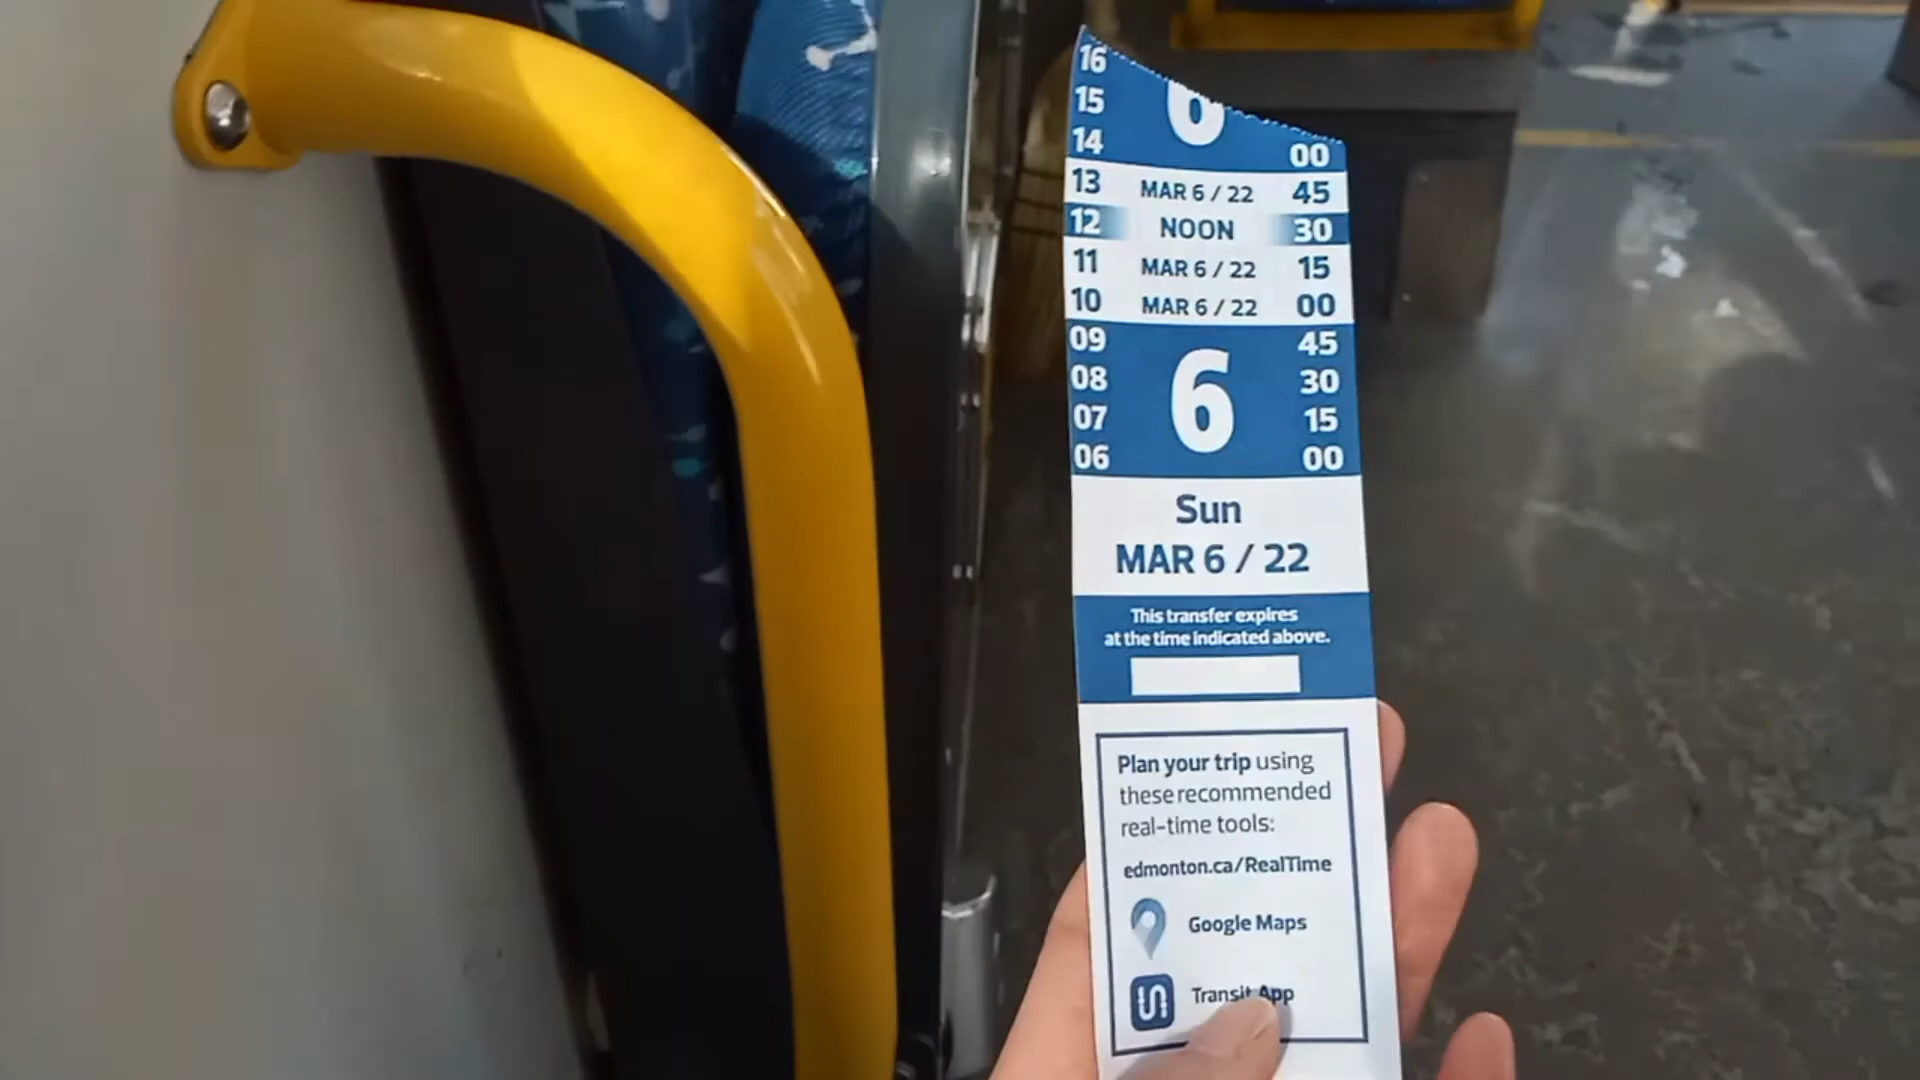 16
15 6
14 00
13 MAR 6 / 22 45
12 NOON 30
11 MAR 6 / 22 15
10 MAR 6 / 22 00
09 45
08 6 30
07 15
06 00
Sun
MAR 6 / 22
This transfer expires
at the time indicated above.
Plan your trip using
these recommended
real-time tools:
edmonton.ca/RealTime
Google Maps
Transit App